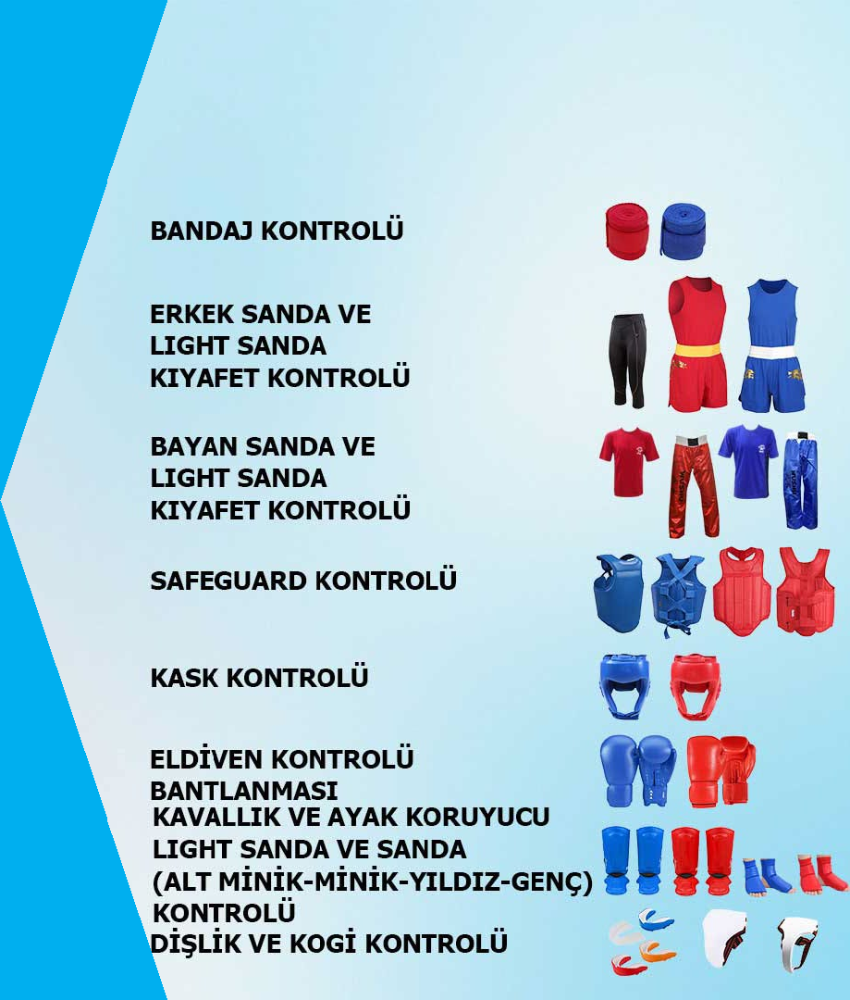 BANDAJ KONTROLÜ
ERKEK SANDA VE
LIGHT SANDA
KIYAFET KONTROLÜ
BAYAN SANDA VE
LIGHT SANDA
KIYAFET KONTROLÜ
SAFEGUARD KONTROLÜ
KASK KONTROLÜ
ELDİVEN KONTROLÜ
BANTLANMASI
KAVALLIK VE AYAK KORUYUCU
LIGHT SANDA VE SANDA
(ALT MİNİK-MİNİK-YILDIZ-GENÇ)
KONTROLÜ
DİŞLİK VE KOGİ KONTROLÜ